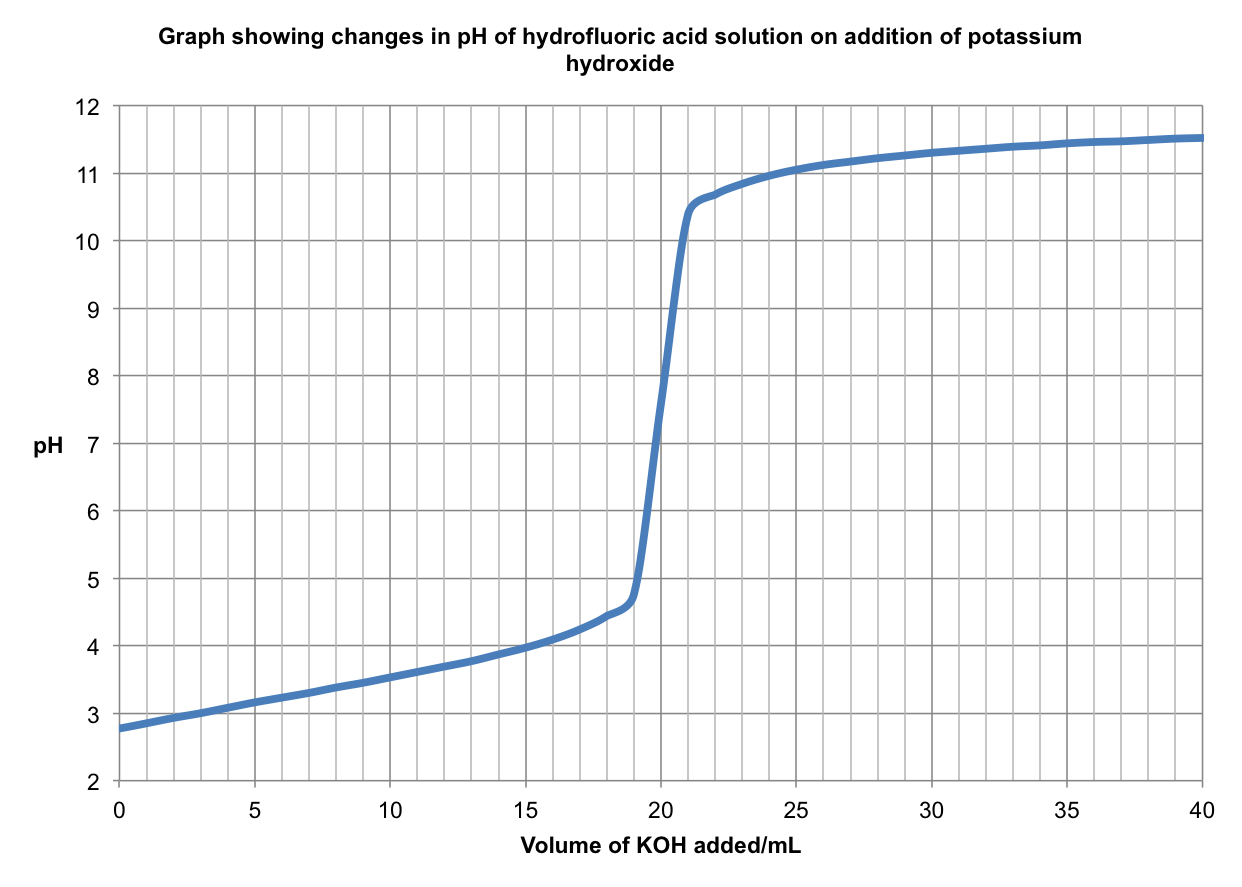 Graph showing changes in pH of hydrofluoric acid solution on addition of potassium
hydroxide
12
11
10
9
8
pH 7
6
5
4
3
2
0 5 10 15 20 25 30 35 40
Volume of KOH added/mL